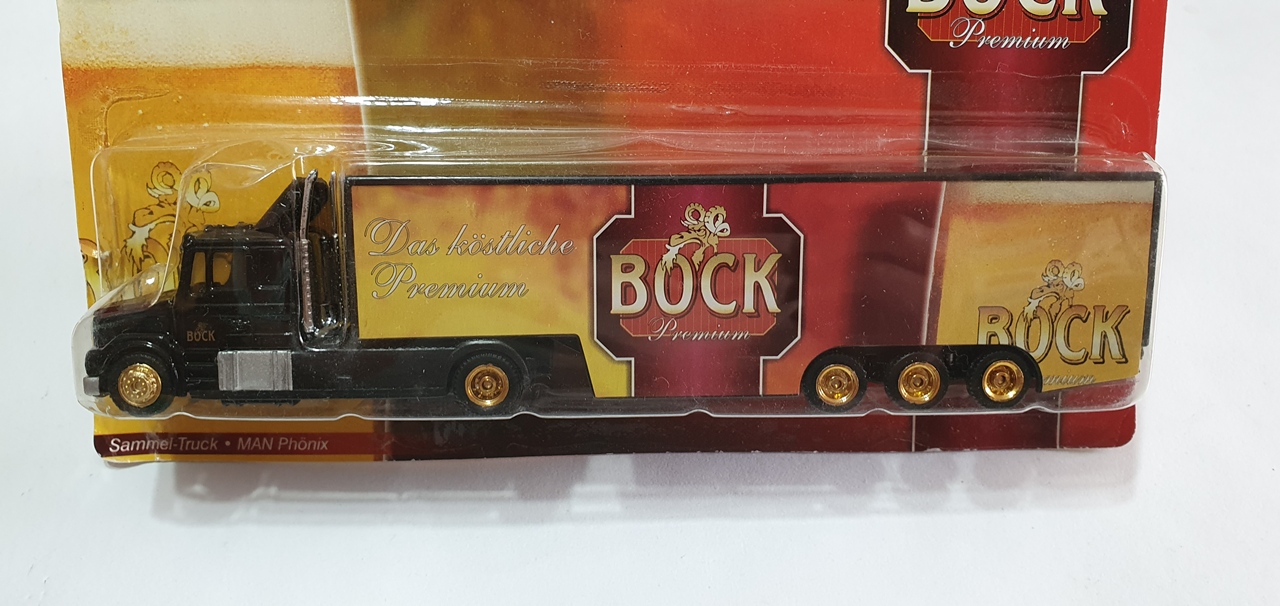 BOCK
Premium
Das köstliche
Premium
BOCK
Premium
BOCK
BOCK
Sammel-Truck • MAN Phönix